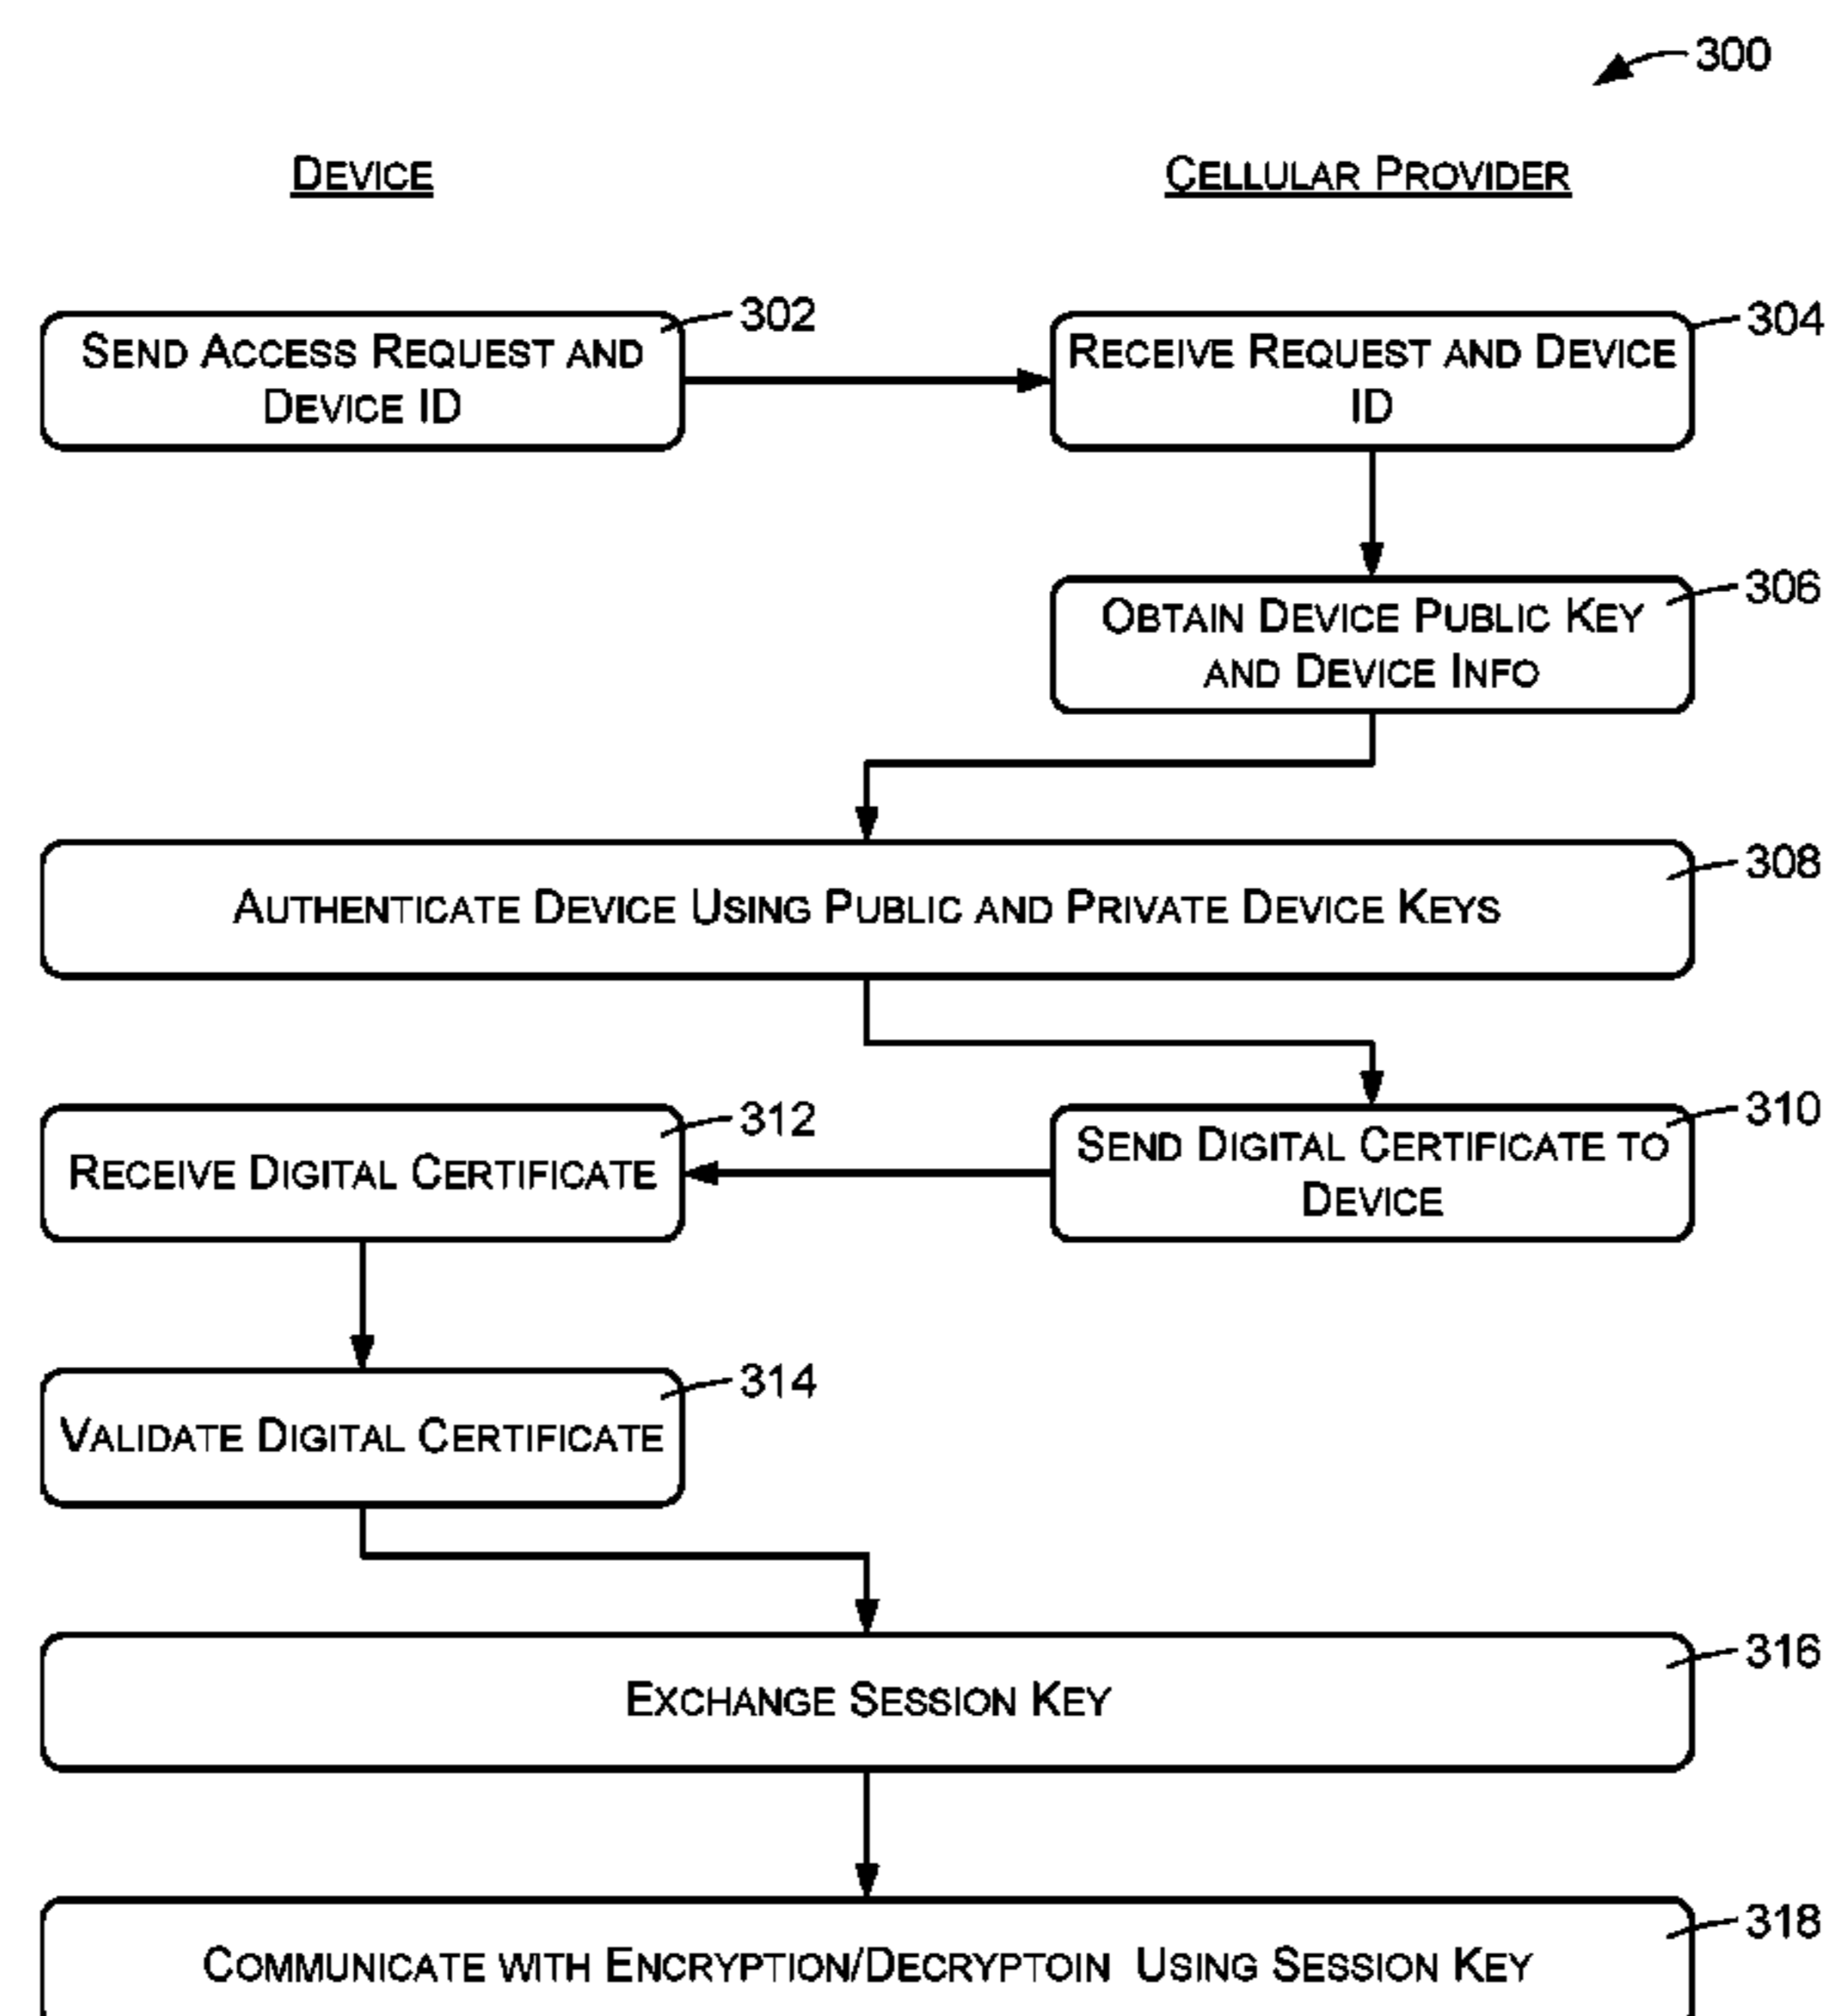 300
DEVICE
CELLULAR PROVIDER
302
SEND ACCESS REQUEST AND
DEVICE ID
304
RECEIVE REQUEST AND DEVICE
ID
306
OBTAIN DEVICE PUBLIC KEY
AND DEVICE INFO
308
AUTHENTICATE DEVICE USING PUBLIC AND PRIVATE DEVICE KEYS
310
SEND DIGITAL CERTIFICATE TO
DEVICE
312
RECEIVE DIGITAL CERTIFICATE
314
VALIDATE DIGITAL CERTIFICATE
316
EXCHANGE SESSION KEY
318
COMMUNICATE WITH ENCRYPTION/DECRYPTOIN USING SESSION KEY